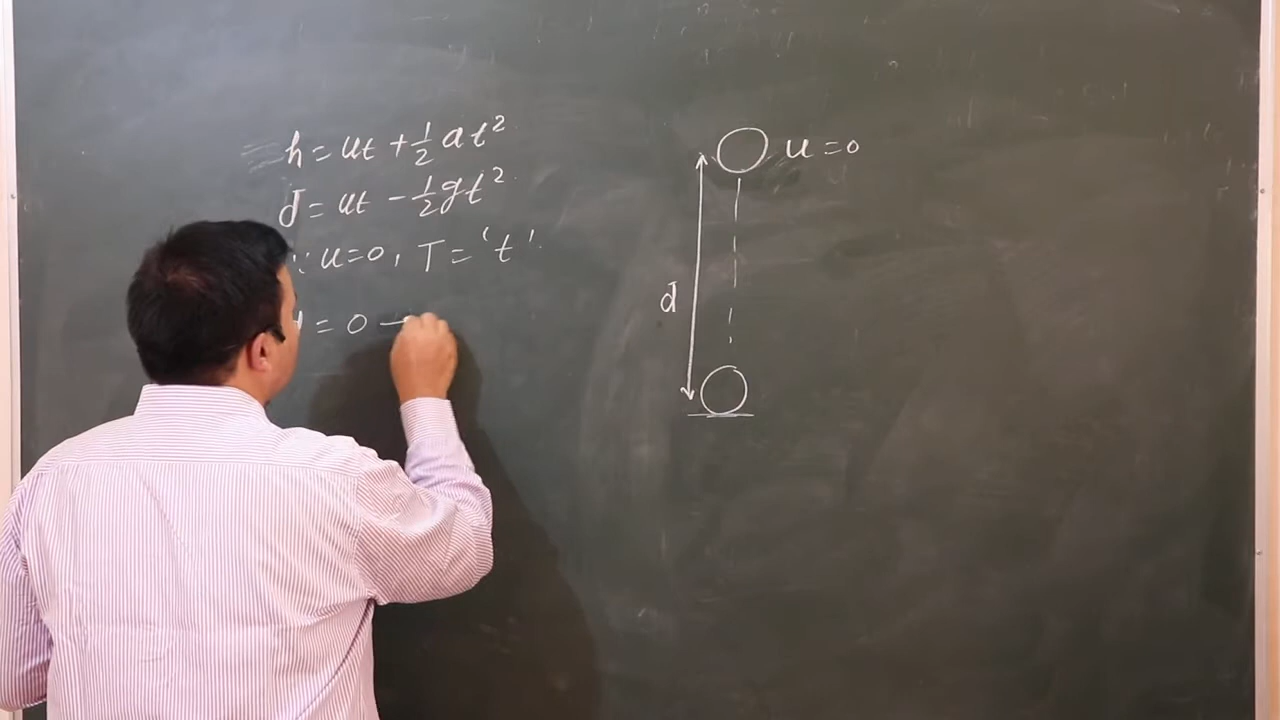 h = ut + 1/2 at²
d = ut - 1/2 gt²
∵ u=0, T = 't'.
d = 0 -
u = 0
d